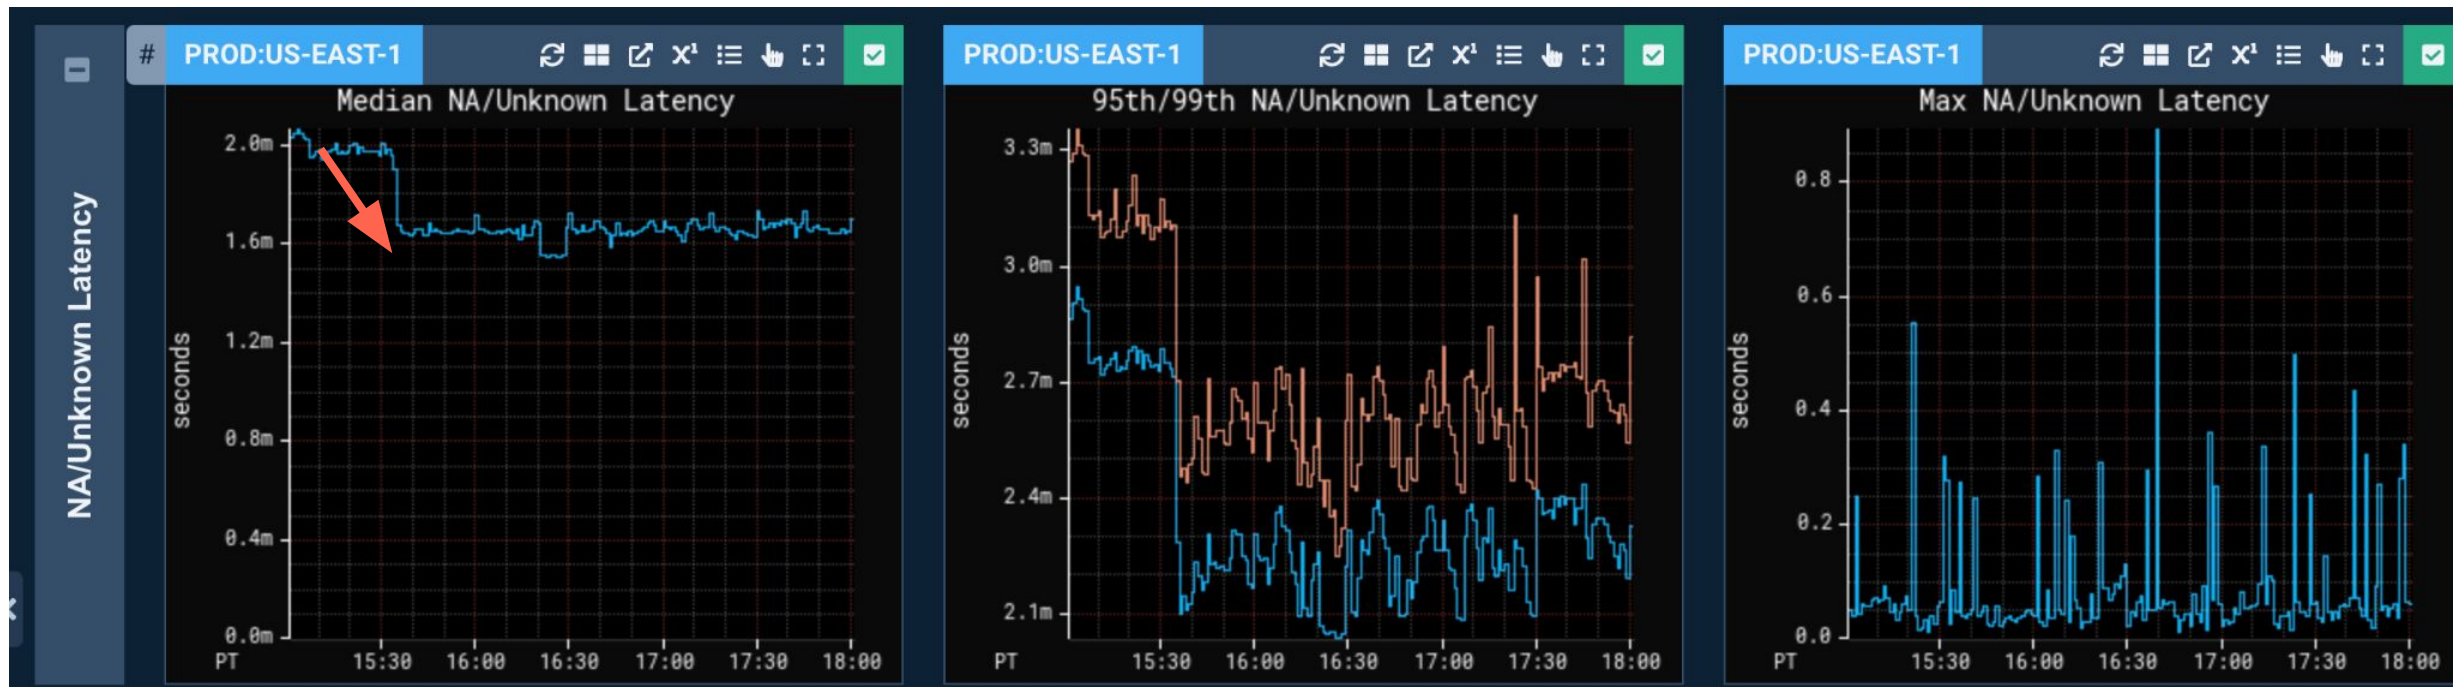 NA/Unknown Latency
#
PROD:US-EAST-1
X¹
Median NA/Unknown Latency
2.0m
1.6m
1.2m
0.8m
0.4m
0.0m
seconds
PT
15:30 16:00 16:30 17:00 17:30 18:00
PROD:US-EAST-1
X¹
95th/99th NA/Unknown Latency
3.3m
3.0m
2.7m
2.4m
2.1m
seconds
PT
15:30 16:00 16:30 17:00 17:30 18:00
PROD:US-EAST-1
X¹
Max NA/Unknown Latency
0.8
0.6
0.4
0.2
0.0
seconds
PT
15:30 16:00 16:30 17:00 17:30 18:00